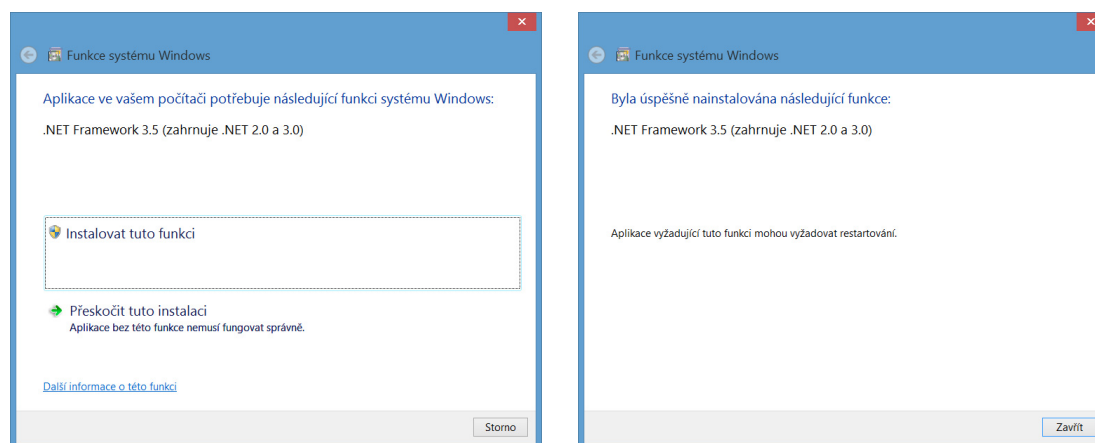 Funkce systému Windows
Aplikace ve vašem počítači potřebuje následující funkci systému Windows:
.NET Framework 3.5 (zahrnuje .NET 2.0 a 3.0)
Instalovat tuto funkci
Přeskočit tuto instalaci
Aplikace bez této funkce nemusí fungovat správně.
Další informace o této funkci
Storno
Funkce systému Windows
Byla úspěšně nainstalována následující funkce:
.NET Framework 3.5 (zahrnuje .NET 2.0 a 3.0)
Aplikace vyžadující tuto funkci mohou vyžadovat restartování.
Zavřít